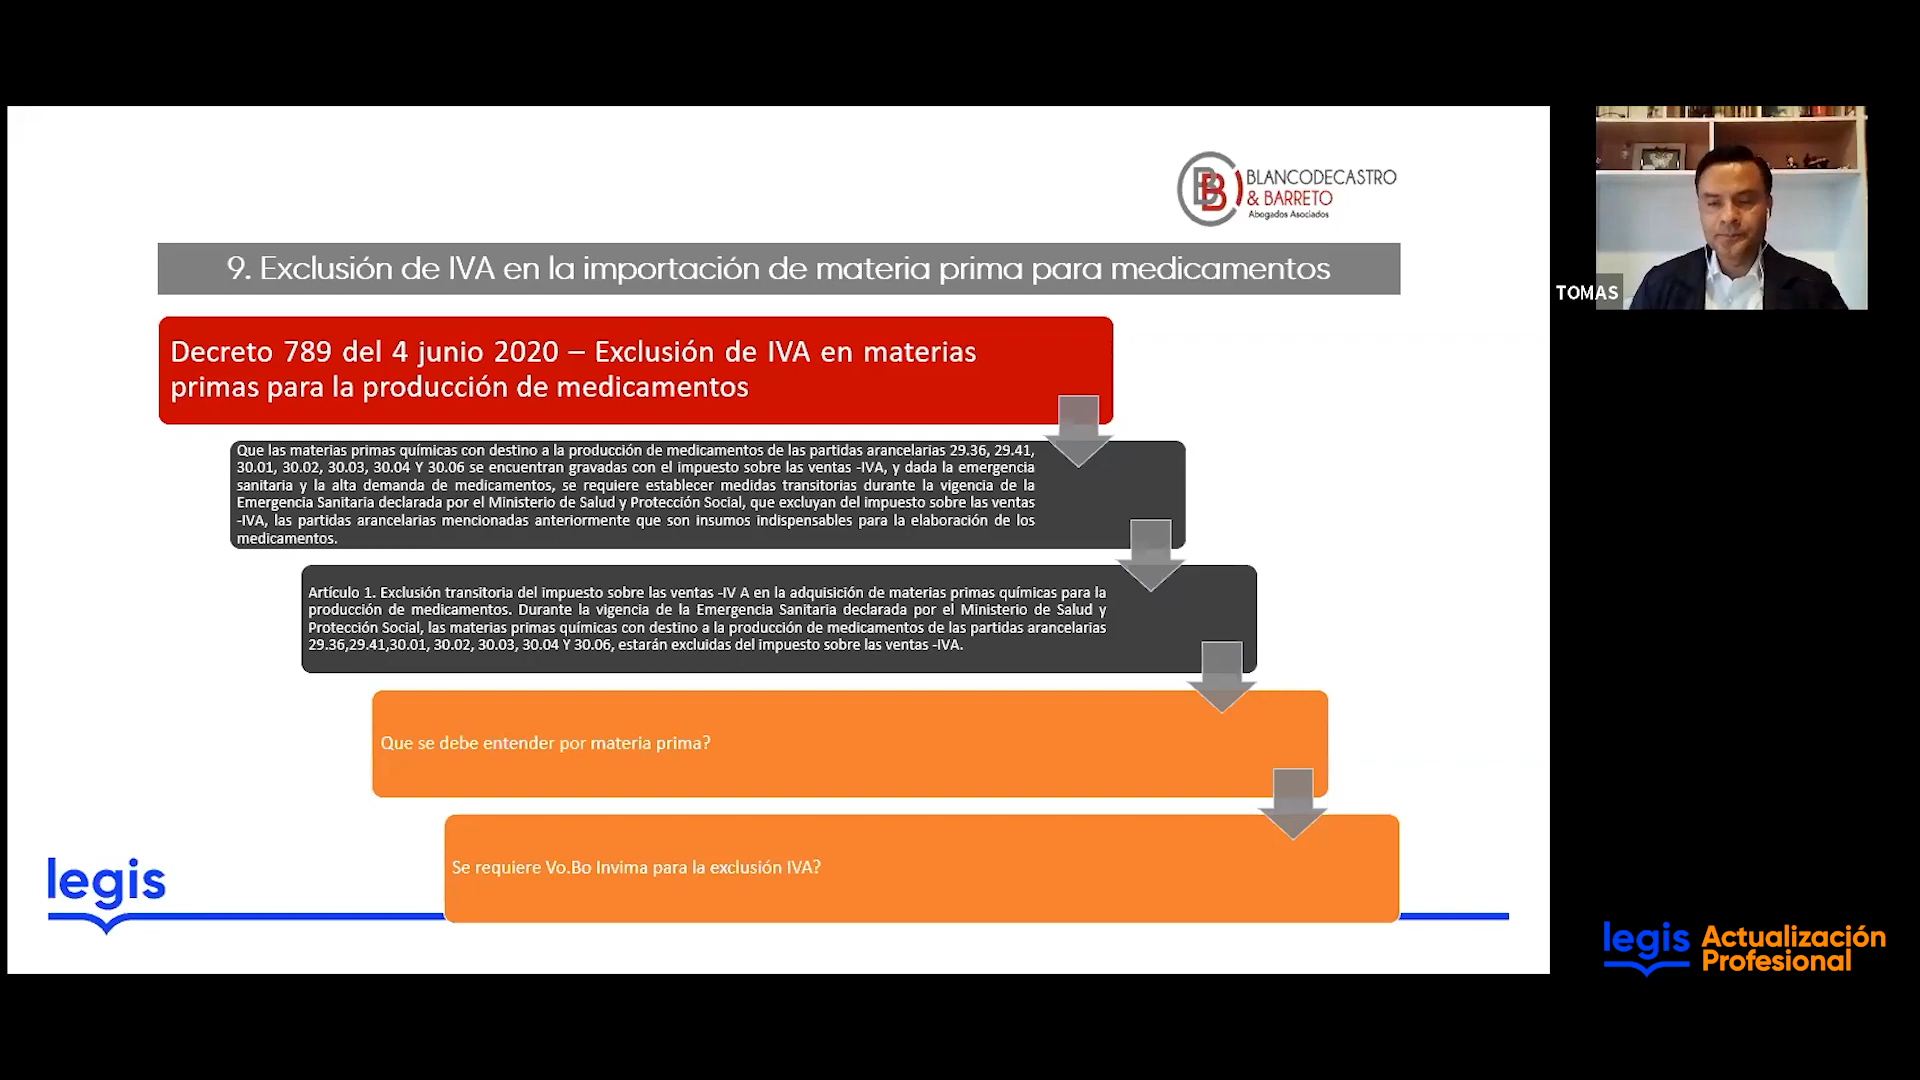 BB BLANCODECASTRO
& BARRETO
Abogados Asociados
9. Exclusión de IVA en la importación de materia prima para medicamentos
Decreto 789 del 4 junio 2020 – Exclusión de IVA en materias
primas para la producción de medicamentos
Que las materias primas químicas con destino a la producción de medicamentos de las partidas arancelarias 29.36, 29.41,
30.01, 30.02, 30.03, 30.04 Y 30.06 se encuentran gravadas con el impuesto sobre las ventas -IVA, y dada la emergencia
sanitaria y la alta demanda de medicamentos, se requiere establecer medidas transitorias durante la vigencia de la
Emergencia Sanitaria declarada por el Ministerio de Salud y Protección Social, que excluyan del impuesto sobre las ventas
-IVA, las partidas arancelarias mencionadas anteriormente que son insumos indispensables para la elaboración de los
medicamentos.
Artículo 1. Exclusión transitoria del impuesto sobre las ventas -IV A en la adquisición de materias primas químicas para la
producción de medicamentos. Durante la vigencia de la Emergencia Sanitaria declarada por el Ministerio de Salud y
Protección Social, las materias primas químicas con destino a la producción de medicamentos de las partidas arancelarias
29.36,29.41,30.01, 30.02, 30.03, 30.04 Y 30.06, estarán excluidas del impuesto sobre las ventas -IVA.
Que se debe entender por materia prima?
Se requiere Vo.Bo Invima para la exclusión IVA?
legis
TOMAS
legis Actualización
Profesional